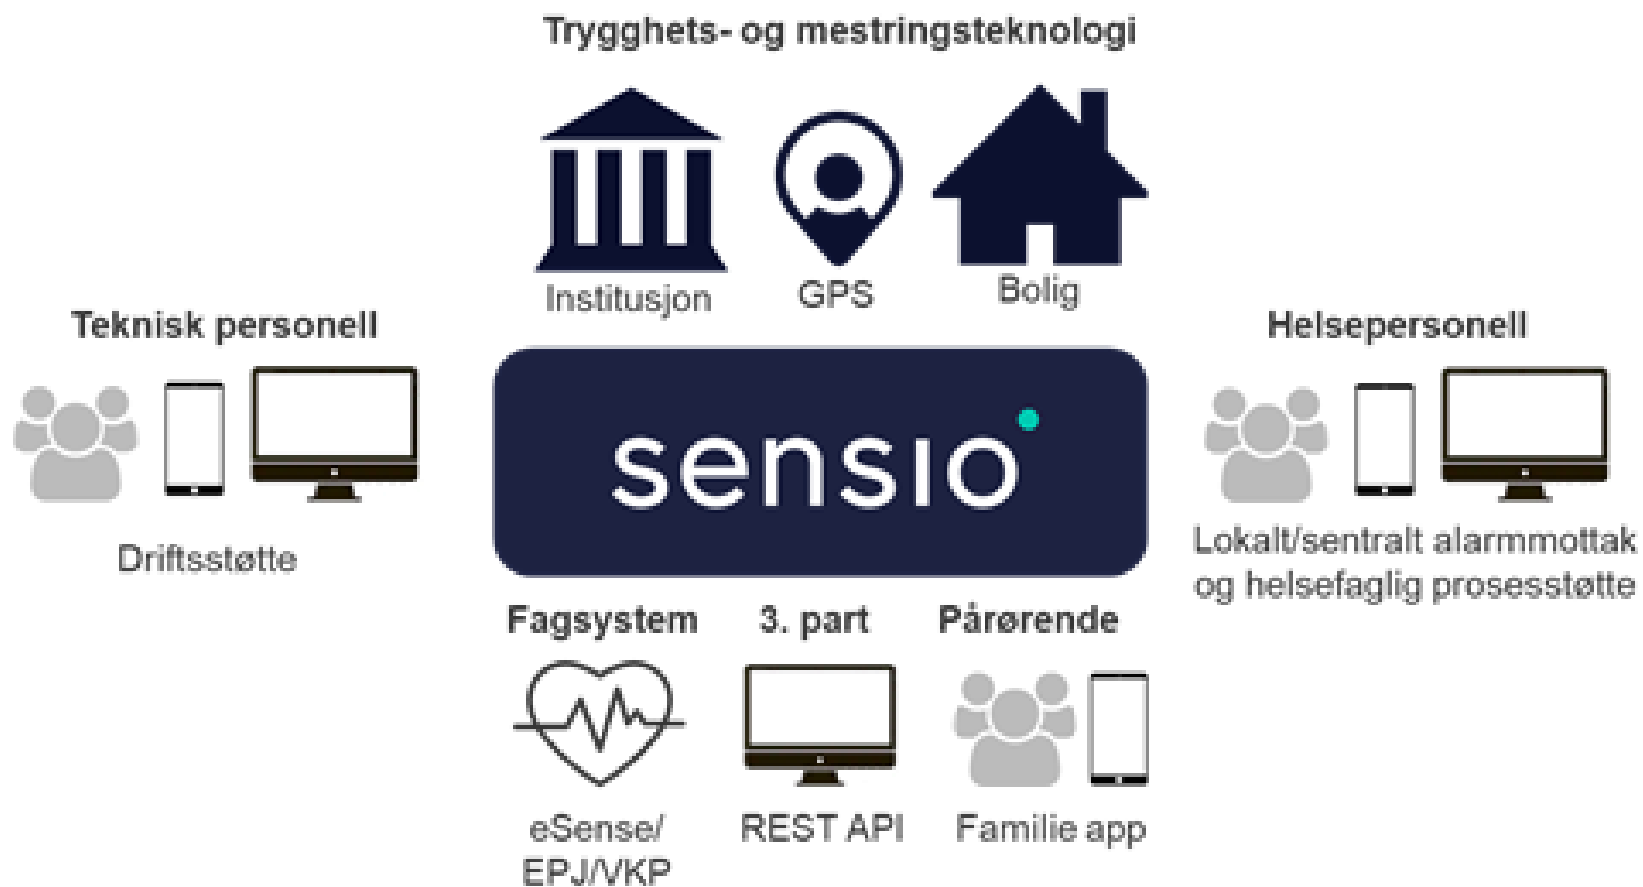 Trygghets- og mestringsteknologi
Institusjon
GPS
Bolig
Teknisk personell
Driftsstøtte
sensio
Helsepersonell
Lokalt/sentralt alarmmottak
og helsefaglig prosesstøtte
Fagsystem
3. part
Pårørende
eSense/
EPJ/VKP
REST API
Familie app